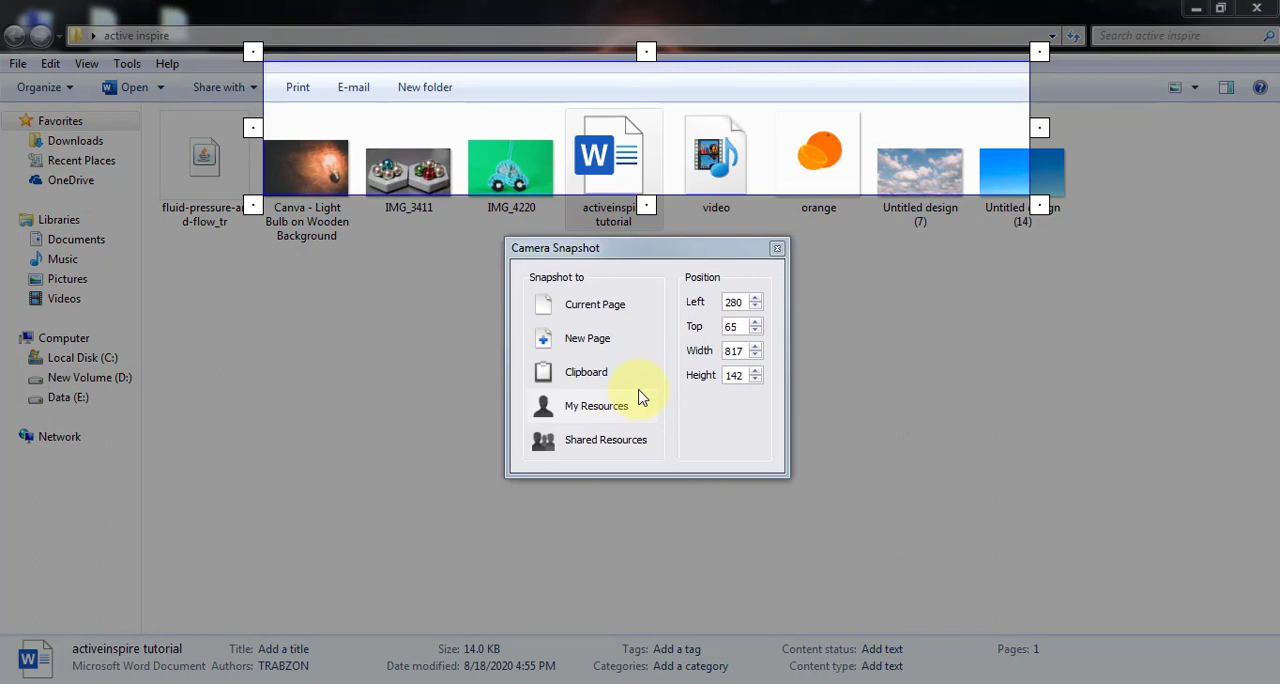 active inspire
Search active inspire
File Edit View Tools Help
Organize Open Share with Print E-mail New folder
Favorites
Downloads
Recent Places
OneDrive
Libraries
Documents
Music
Pictures
Videos
Computer
Local Disk (C:)
New Volume (D:)
Data (E:)
Network
fluid-pressure-an
d-flow_tr
Canva - Light
Bulb on Wooden
Background
IMG_3411
IMG_4220
W
activeinspire
tutorial
video
orange
Untitled design
(7)
Untitled design
(14)
Camera Snapshot
Snapshot to
Current Page
New Page
Clipboard
My Resources
Shared Resources
Position
Left 280
Top 65
Width 817
Height 142
W
activeinspire tutorial
Microsoft Word Document
Title: Add a title
Authors: TRABZON
Size: 14.0 KB
Date modified: 8/18/2020 4:55 PM
Tags: Add a tag
Categories: Add a category
Content status: Add text
Content type: Add text
Pages: 1